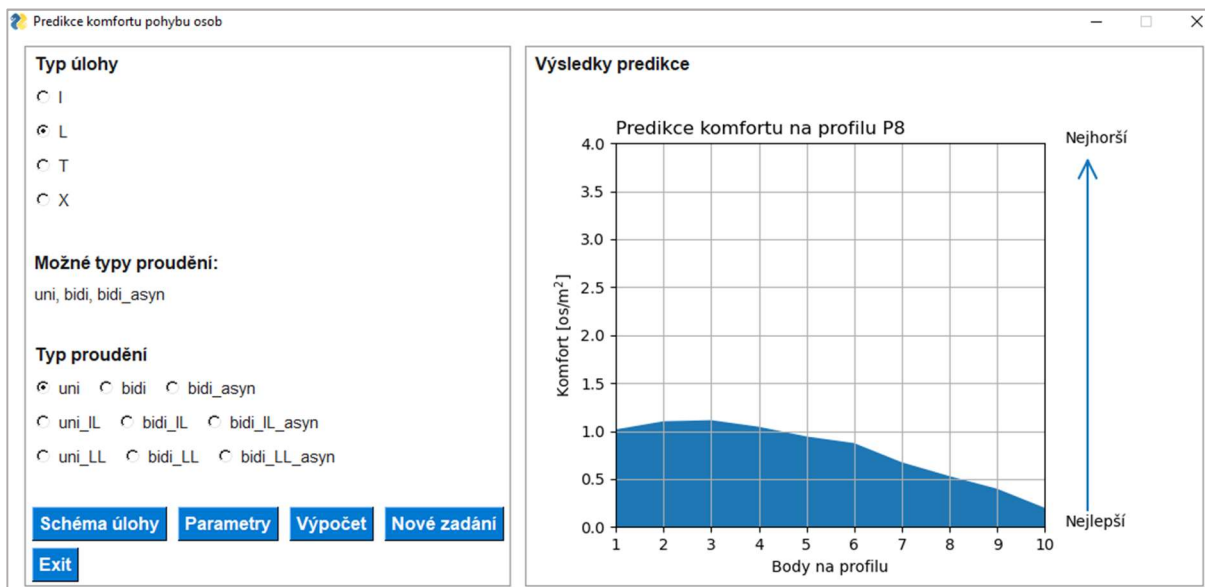 Predikce komfortu pohybu osob
Typ úlohy
I
L
T
X
Možné typy proudění:
uni, bidi, bidi_asyn
Typ proudění
uni bidi bidi_asyn
uni_IL bidi_IL bidi_IL_asyn
uni_LL bidi_LL bidi_LL_asyn
Schéma úlohy Parametry Výpočet Nové zadání
Exit
Výsledky predikce
Predikce komfortu na profilu P8
Nejhorší
4.0
3.5
3.0
2.5
2.0
1.5
1.0
0.5
0.0
Komfort [os/m²]
Nejlepší
1 2 3 4 5 6 7 8 9 10
Body na profilu